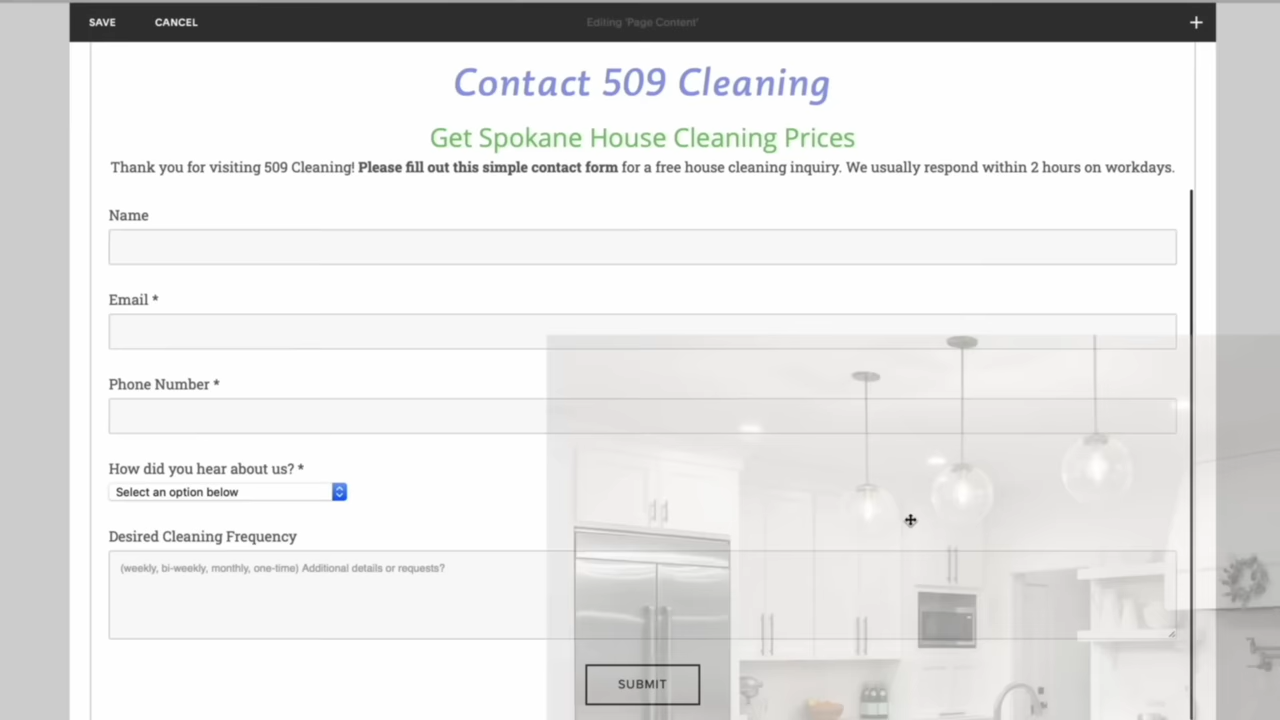 SAVE CANCEL Editing 'Page Content' +
Contact 509 Cleaning
Get Spokane House Cleaning Prices
Thank you for visiting 509 Cleaning! Please fill out this simple contact form for a free house cleaning inquiry. We usually respond within 2 hours on workdays.
Name
Email *
Phone Number *
How did you hear about us? *
Select an option below
Desired Cleaning Frequency
(weekly, bi-weekly, monthly, one-time) Additional details or requests?
SUBMIT